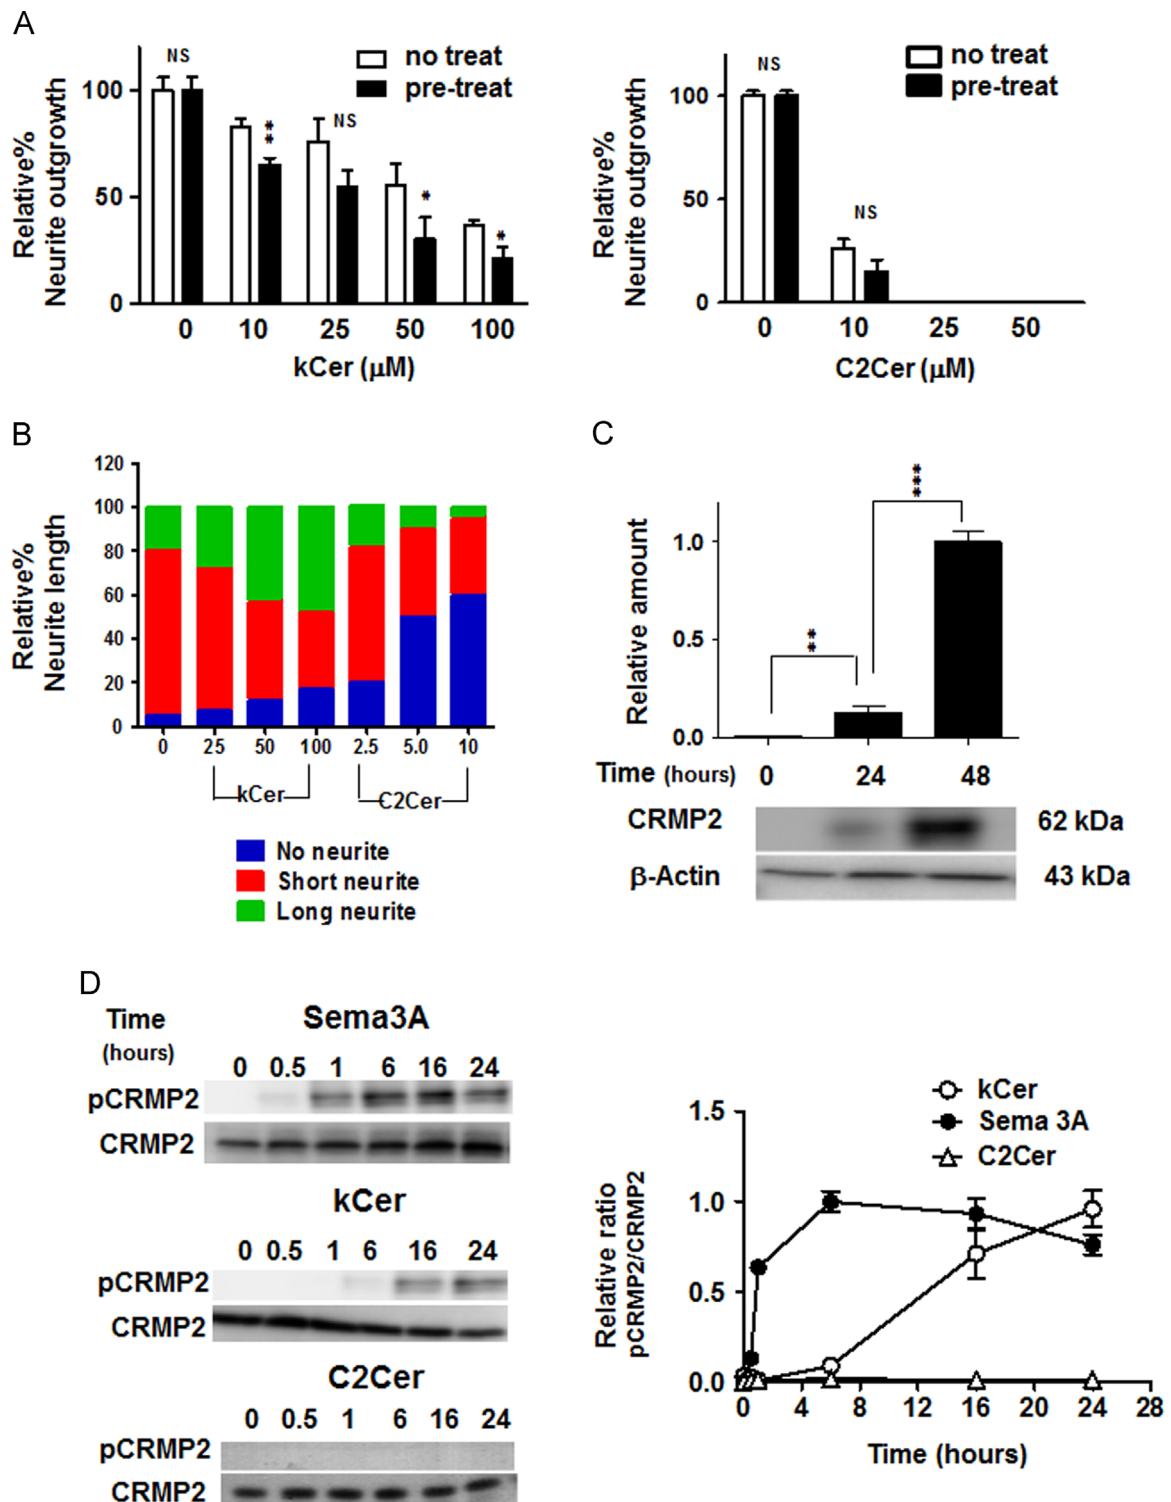 A
Relative%
Neurite outgrowth
100
50
0
NS
**
NS
*
*
no treat
pre-treat
0 10 25 50 100
kCer (μM)
Relative%
Neurite outgrowth
100
50
0
NS
NS
no treat
pre-treat
0 10 25 50
C2Cer (μM)
B
Relative%
Neurite length
120
100
80
60
40
20
0
0 25 50 100 2.5 5.0 10
kCer C2Cer
No neurite
Short neurite
Long neurite
C
Relative amount
1.0
0.5
0.0
**
***
Time (hours) 0 24 48
CRMP2 62 kDa
β-Actin 43 kDa
D
Time
(hours)
Sema3A
0 0.5 1 6 16 24
pCRMP2
CRMP2
kCer
0 0.5 1 6 16 24
pCRMP2
CRMP2
C2Cer
0 0.5 1 6 16 24
pCRMP2
CRMP2
kCer
Sema 3A
C2Cer
Relative ratio
pCRMP2/CRMP2
1.5
1.0
0.5
0.0
0 4 8 12 16 20 24 28
Time (hours)